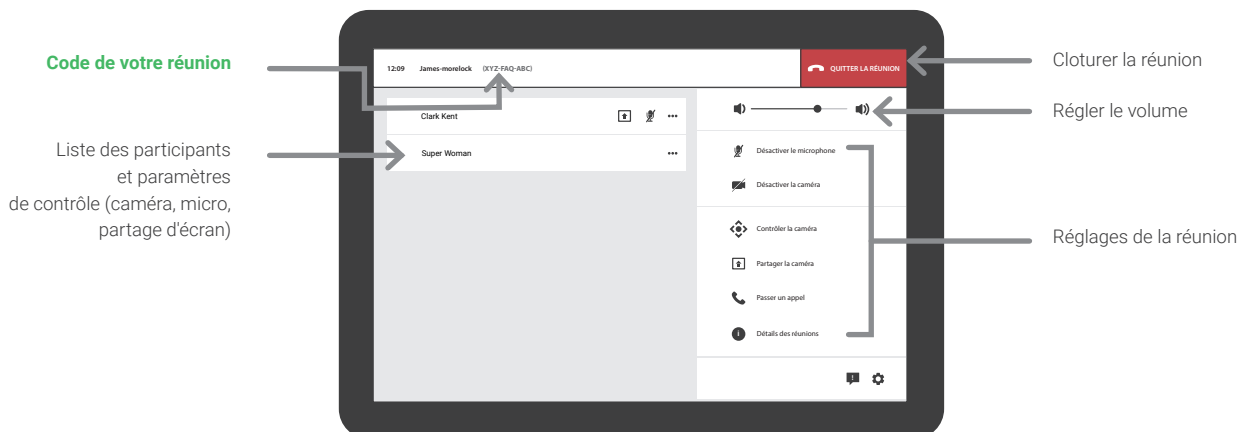 Code de votre réunion
Liste des participants
et paramètres
de contrôle (caméra, micro,
partage d'écran)
12:09 James-morelock (XYZ-FAQ-ABC)
QUITTER LA RÉUNION
Clark Kent
Super Woman
Désactiver le microphone
Désactiver la caméra
Contrôler la caméra
Partager la caméra
Passer un appel
Détails des réunions
Cloturer la réunion
Régler le volume
Réglages de la réunion